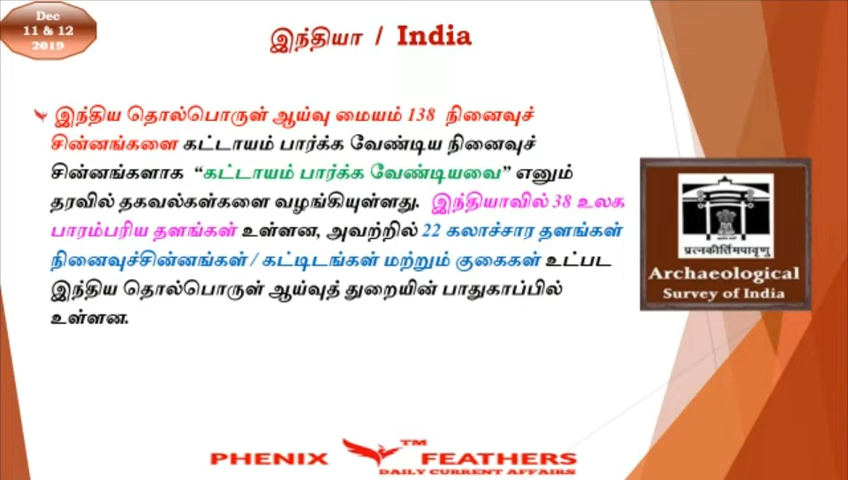 Dec
11 & 12
2019
இந்தியா / India
இந்திய தொல்பொருள் ஆய்வு மையம் 138 நினைவுச்
சின்னங்களை கட்டாயம் பார்க்க வேண்டிய நினைவுச்
சின்னங்களாக “கட்டாயம் பார்க்க வேண்டியவை” எனும்
தரவில் தகவல்கள்களை வழங்கியுள்ளது. இந்தியாவில் 38 உலக
பாரம்பரிய தளங்கள் உள்ளன, அவற்றில் 22 கலாச்சார தளங்கள்
நினைவுச்சின்னங்கள் / கட்டிடங்கள் மற்றும் குகைகள் உட்பட
இந்திய தொல்பொருள் ஆய்வுத் துறையின் பாதுகாப்பில்
உள்ளன.
प्रत्नकीर्तिमपावृणु
Archaeological
Survey of India
PHENIX FEATHERS TM
DAILY CURRENT AFFAIRS